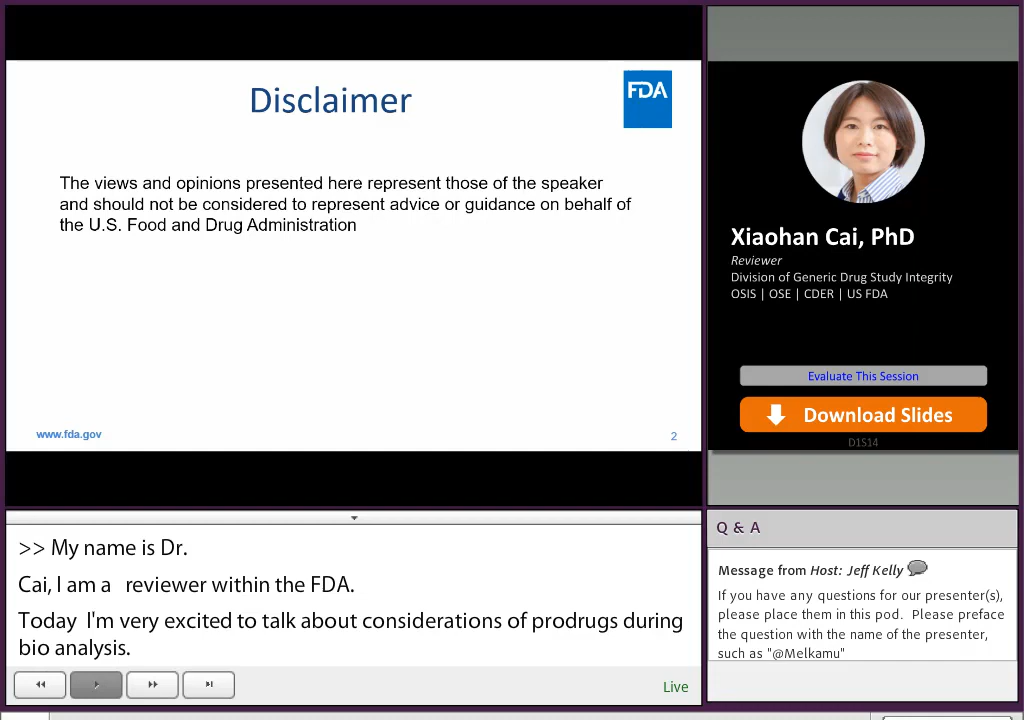 Disclaimer
FDA
The views and opinions presented here represent those of the speaker
and should not be considered to represent advice or guidance on behalf of
the U.S. Food and Drug Administration
www.fda.gov
2
Xiaohan Cai, PhD
Reviewer
Division of Generic Drug Study Integrity
OSIS | OSE | CDER | US FDA
Evaluate This Session
Download Slides
D1S14
>> My name is Dr.
Cai, I am a reviewer within the FDA.
Today I'm very excited to talk about considerations of prodrugs during
bio analysis.
Live
Q & A
Message from Host: Jeff Kelly
If you have any questions for our presenter(s),
please place them in this pod. Please preface
the question with the name of the presenter,
such as "@Melkamu"